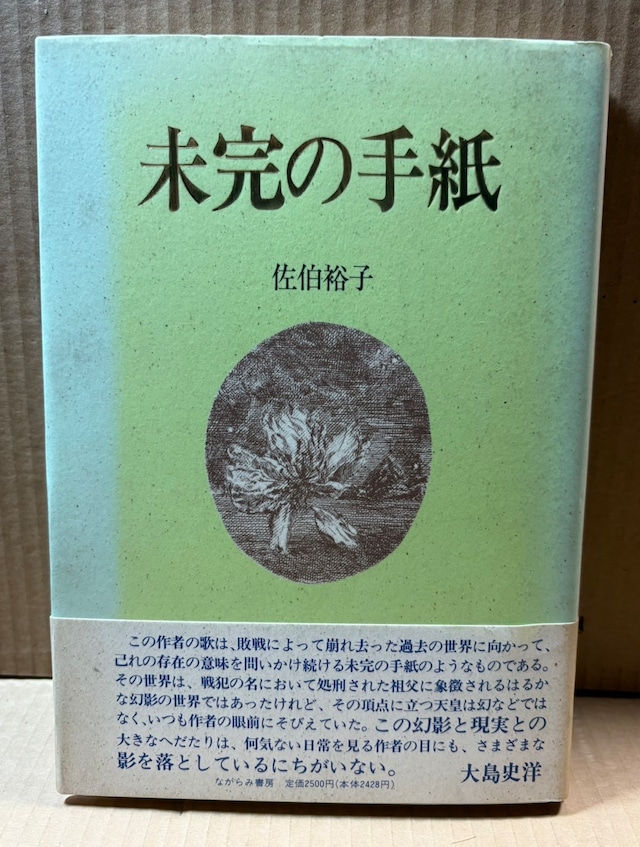 未完の手紙
佐伯裕子
この作者の歌は、敗戦によって崩れ去った過去の世界に向かって、
己れの存在の意味を問いかけ続ける未完の手紙のようなものである。
その世界は、戦犯の名において処刑された祖父に象徴されるはるか
な幻影の世界ではあったけれど、その頂点に立つ天皇は幻などでは
なく、いつも作者の眼前にそびえていた。この幻影と現実との
大きなへだたりは、何気ない日常を見る作者の目にも、さまざまな
影を落としているにちがいない。
大島史洋
ながらみ書房 定価2500円(本体2428円)